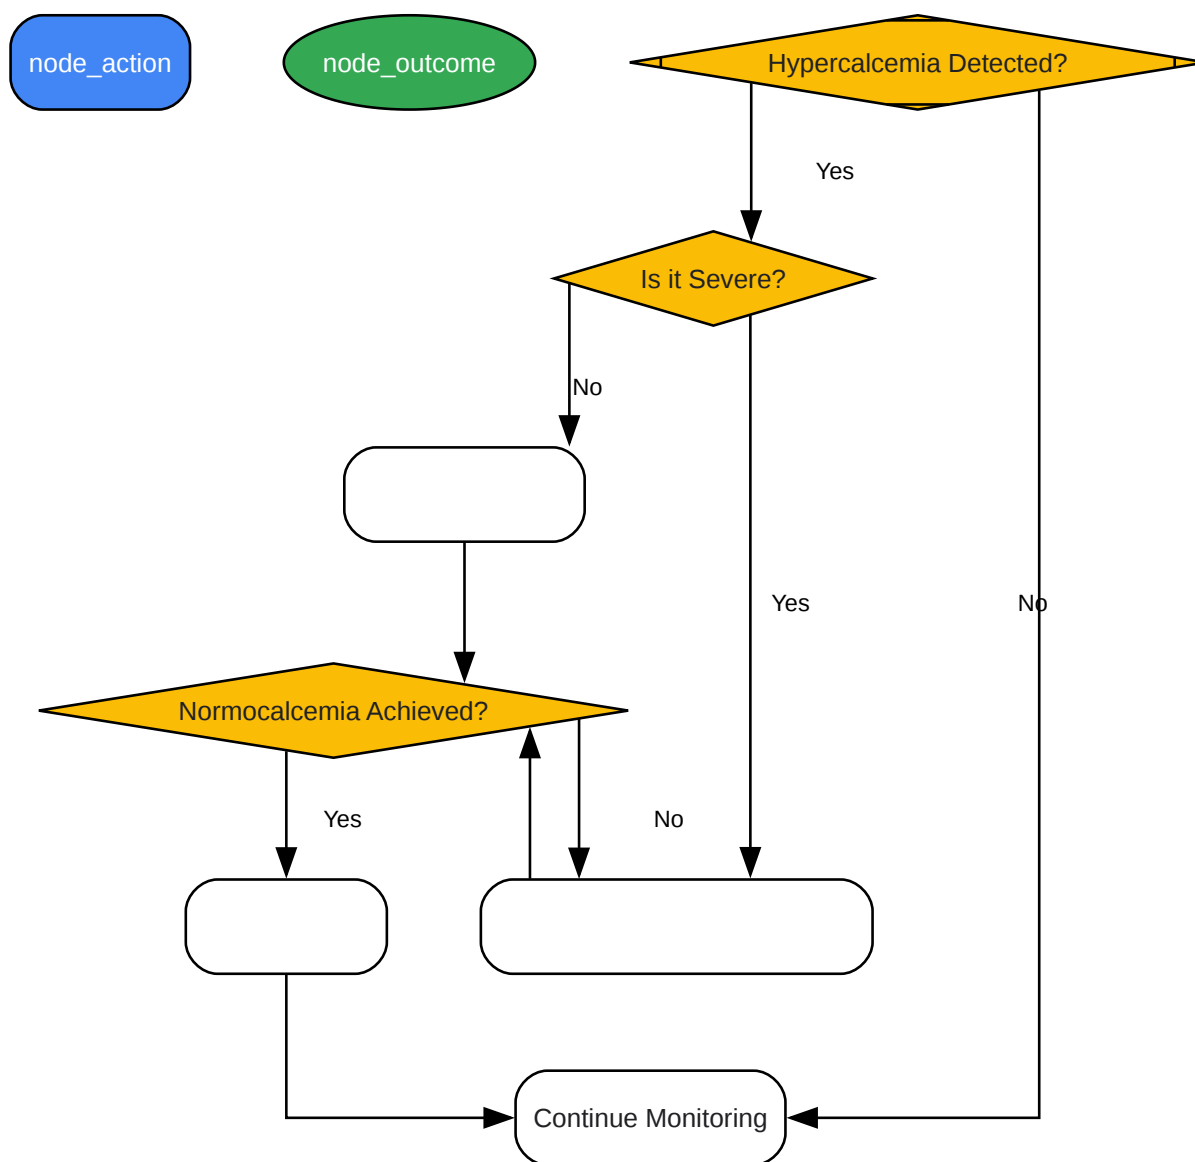 node_action
node_outcome
Hypercalcemia Detected?
Yes
Is it Severe?
No
Yes
No
Normocalcemia Achieved?
Yes
No
Continue Monitoring